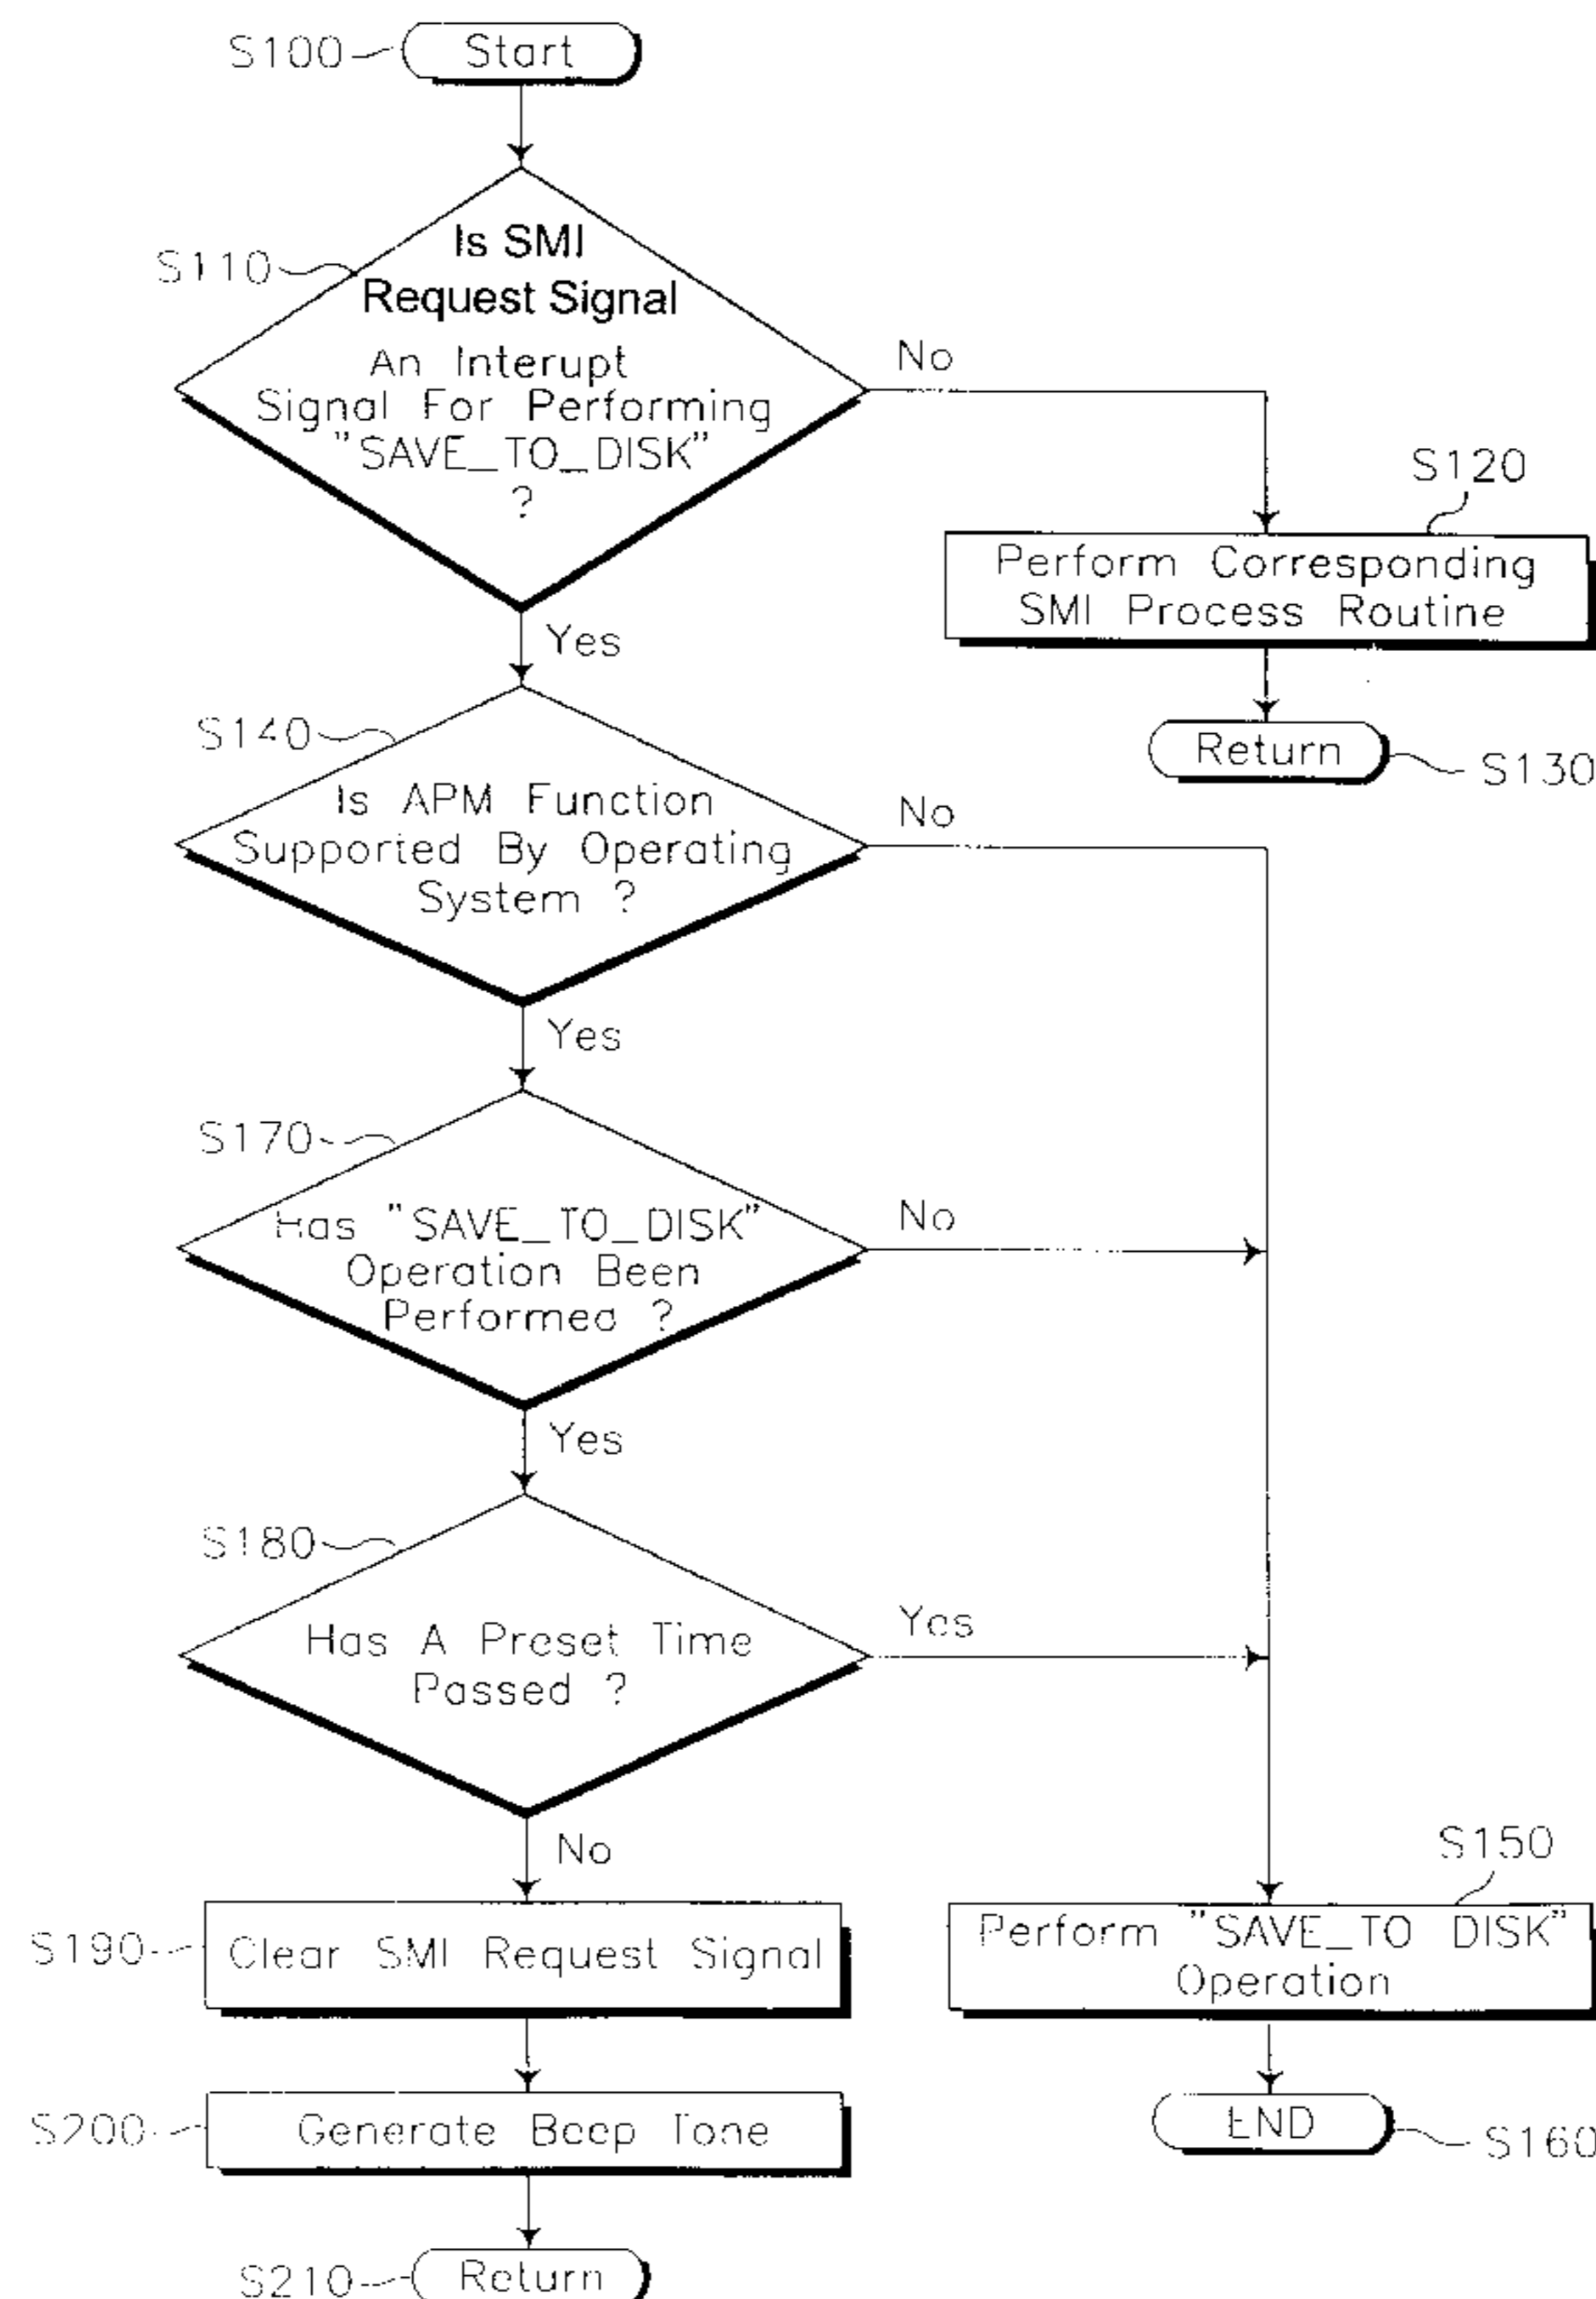 S100
Start
S110
Is SMI
Request Signal
An Interupt
Signal For Performing
"SAVE_TO_DISK"
?
No
S120
Perform Corresponding
SMI Process Routine
Yes
Return
S130
S140
Is APM Function
Supported By Operating
System ?
No
Yes
S170
Has "SAVE_TO_DISK"
Operation Been
Performed ?
No
Yes
S180
Has A Preset Time
Passed ?
Yes
No
S190
Clear SMI Request Signal
S150
Perform "SAVE_TO DISK"
Operation
S200
Generate Beep Tone
END
S160
S210
Return